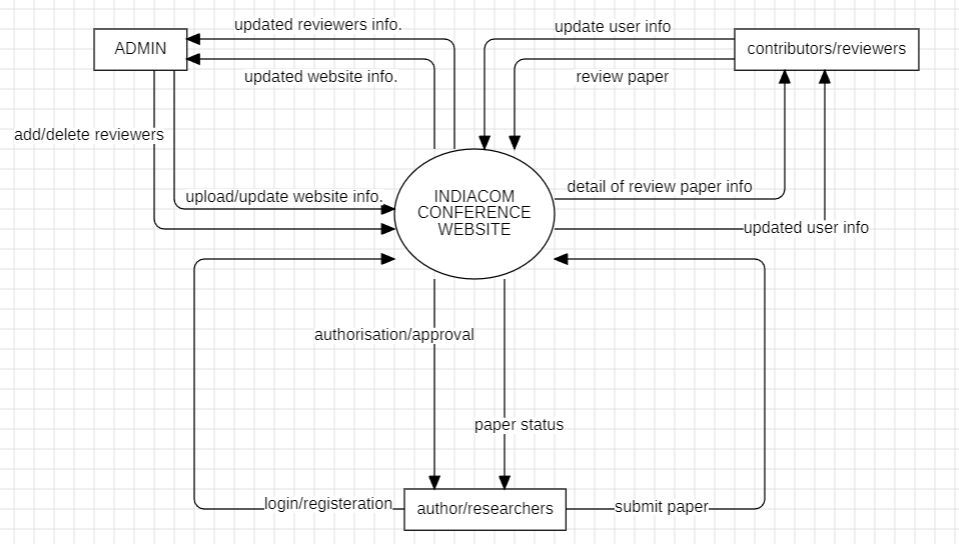 updated reviewers info.
update user info
ADMIN
contributors/reviewers
updated website info.
review paper
add/delete reviewers
upload/update website info.
detail of review paper info
INDIACOM
CONFERENCE
WEBSITE
updated user info
authorisation/approval
paper status
login/registeration
author/researchers
submit paper